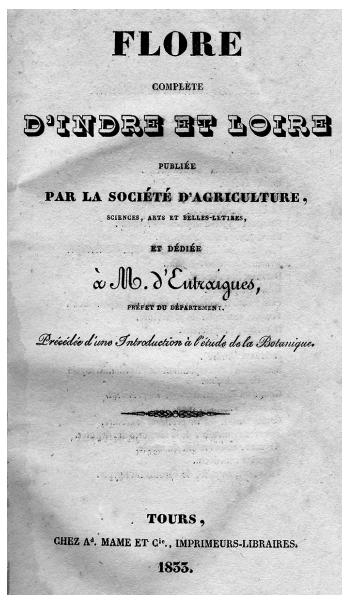 FLORE
COMPLÈTE
D'INDRE ET LOIRE
PUBLIÉE
PAR LA SOCIÉTÉ D'AGRICULTURE,
SCIENCES, ARTS ET BELLES-LETTRES,
ET DÉDIÉE
à M. d'Entraigues,
PRÉFET DU DÉPARTEMENT.
Précédée d'une Introduction à l'étude de la Botanique.
TOURS,
CHEZ Ad. MAME ET Cie., IMPRIMEURS-LIBRAIRES.
1833.